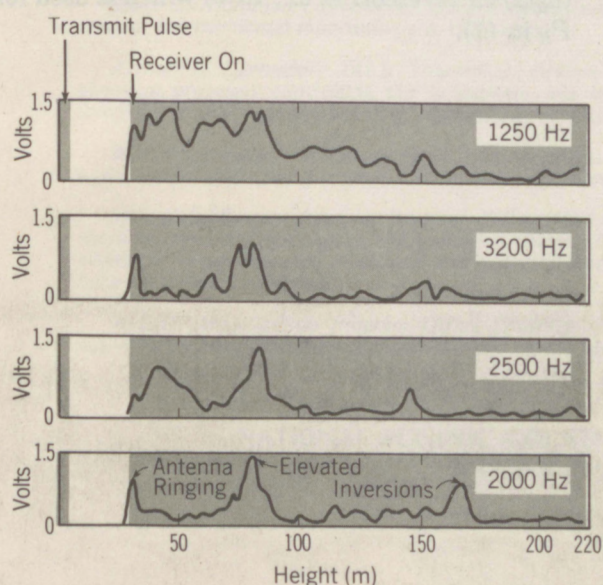 Transmit Pulse
Receiver On
1.5
Volts
0
1250 Hz
1.5
Volts
0
3200 Hz
1.5
Volts
0
2500 Hz
1.5
Volts
0
Antenna
Ringing
Elevated
Inversions
2000 Hz
50 100 150 200 220
Height (m)